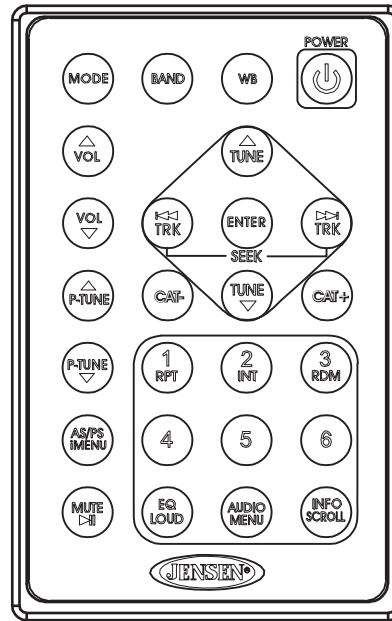 POWER
MODE BAND WB
VOL TUNE
VOL TRK ENTER TRK
SEEK
P-TUNE CAT- TUNE CAT+
P-TUNE 1 2 3
RPT INT RDM
AS/PS 4 5 6
iMENU
MUTE EQ AUDIO INFO
LOUD MENU SCROLL
JENSEN®